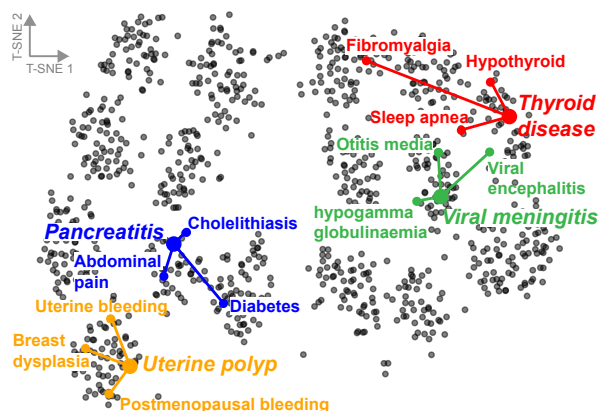 T-SNE 2
T-SNE 1
Fibromyalgia
Hypothyroid
Thyroid
disease
Sleep apnea
Otitis media
Viral
encephalitis
hypogamma
globulinaemia
Viral meningitis
Pancreatitis
Cholelithiasis
Abdominal
pain
Diabetes
Uterine bleeding
Breast
dysplasia
Uterine polyp
Postmenopausal bleeding